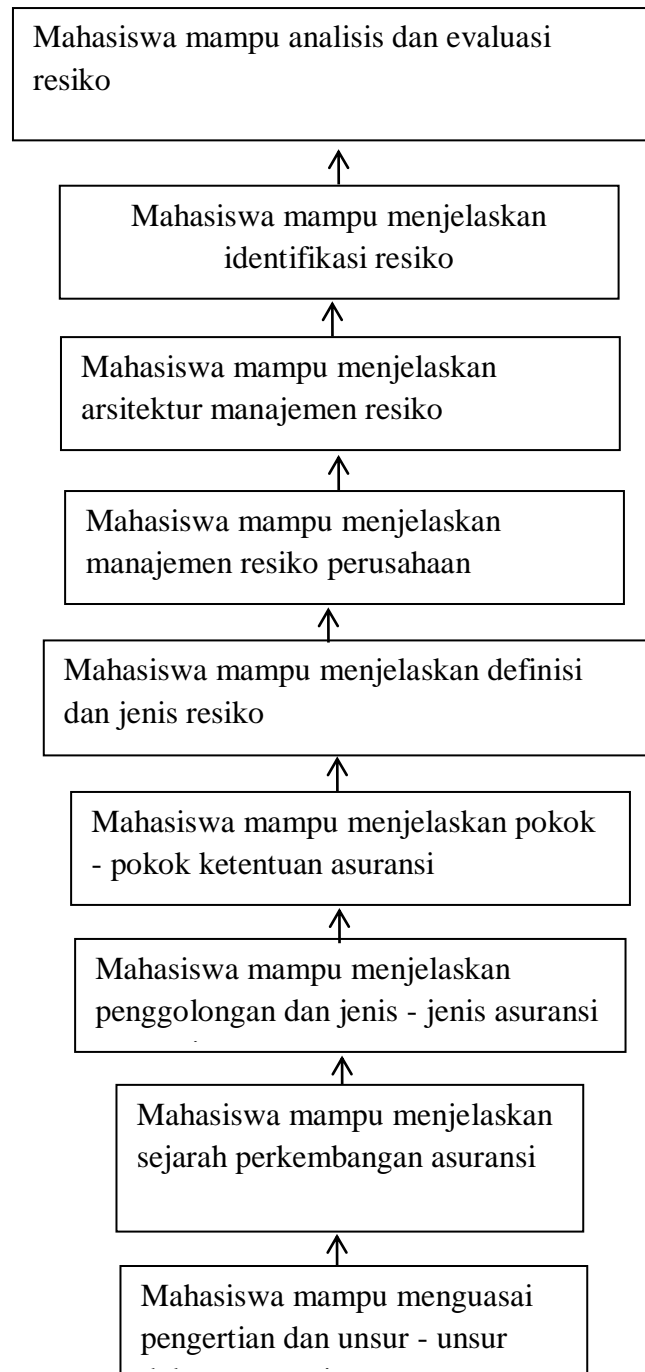 Mahasiswa mampu analisis dan evaluasi
resiko
Mahasiswa mampu menjelaskan
identifikasi resiko
Mahasiswa mampu menjelaskan
arsitektur manajemen resiko
Mahasiswa mampu menjelaskan
manajemen resiko perusahaan
Mahasiswa mampu menjelaskan definisi
dan jenis resiko
Mahasiswa mampu menjelaskan pokok
- pokok ketentuan asuransi
Mahasiswa mampu menjelaskan
penggolongan dan jenis - jenis asuransi
Mahasiswa mampu menjelaskan
sejarah perkembangan asuransi
Mahasiswa mampu menguasai
pengertian dan unsur - unsur